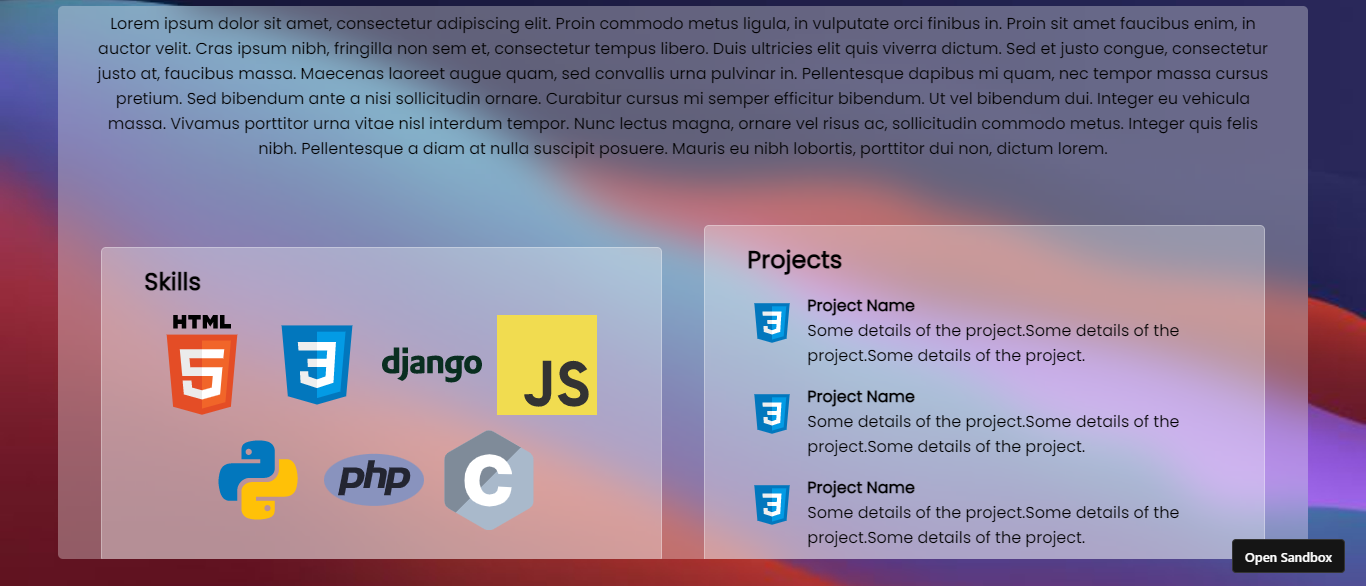 Lorem ipsum dolor sit amet, consectetur adipiscing elit. Proin commodo metus ligula, in vulputate orci finibus in. Proin sit amet faucibus enim, in
auctor velit. Cras ipsum nibh, fringilla non sem et, consectetur tempus libero. Duis ultricies elit quis viverra dictum. Sed et justo congue, consectetur
justo at, faucibus massa. Maecenas laoreet augue quam, sed convallis urna pulvinar in. Pellentesque dapibus mi quam, nec tempor massa cursus
pretium. Sed bibendum ante a nisi sollicitudin ornare. Curabitur cursus mi semper efficitur bibendum. Ut vel bibendum dui. Integer eu vehicula
massa. Vivamus porttitor urna vitae nisl interdum tempor. Nunc lectus magna, ornare vel risus ac, sollicitudin commodo metus. Integer quis felis
nibh. Pellentesque a diam at nulla suscipit posuere. Mauris eu nibh lobortis, porttitor dui non, dictum lorem.
Skills
HTML
5
3
django
JS
php
C
Projects
3
Project Name
Some details of the project.Some details of the
project.Some details of the project.
3
Project Name
Some details of the project.Some details of the
project.Some details of the project.
3
Project Name
Some details of the project.Some details of the
project.Some details of the project.
Open Sandbox